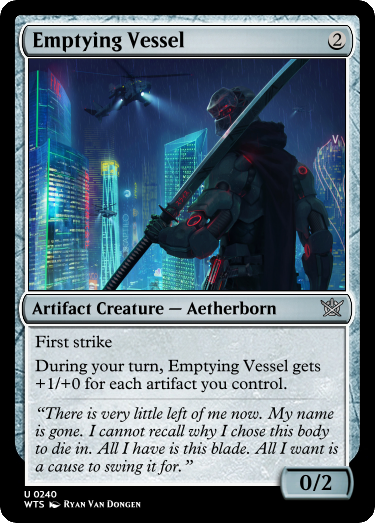 Emptying Vessel 2
Artifact Creature — Aetherborn
First strike
During your turn, Emptying Vessel gets
+1/+0 for each artifact you control.
“There is very little left of me now. My name
is gone. I cannot recall why I chose this body
to die in. All I have is this blade. All I want is
a cause to swing it for.”
0/2
U 0240
WTS Ryan Van Dongen